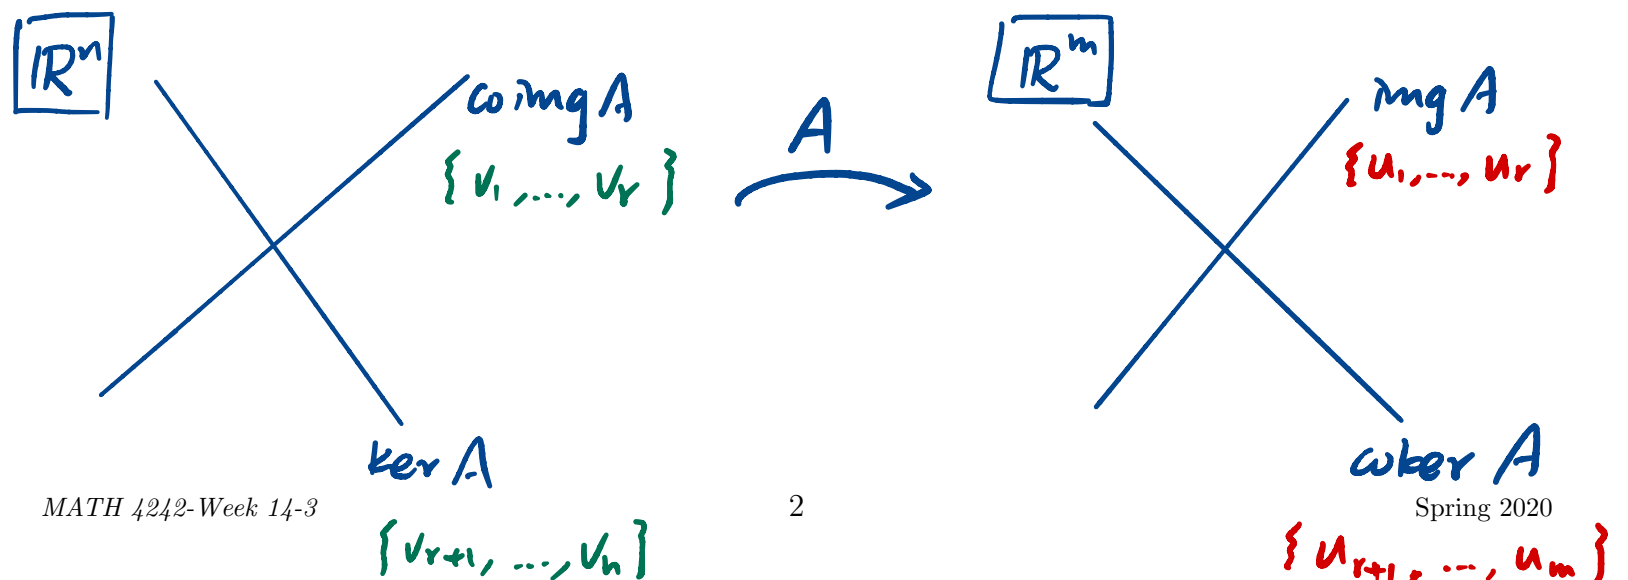 ℝⁿ
coimg A
{v₁, ..., vᵣ}
A
ℝᵐ
img A
{u₁, ..., uᵣ}
ker A
coker A
MATH 4242-Week 14-3
2
Spring 2020
{vᵣ₊₁, ..., vₙ}
{uᵣ₊₁, ..., uₘ}